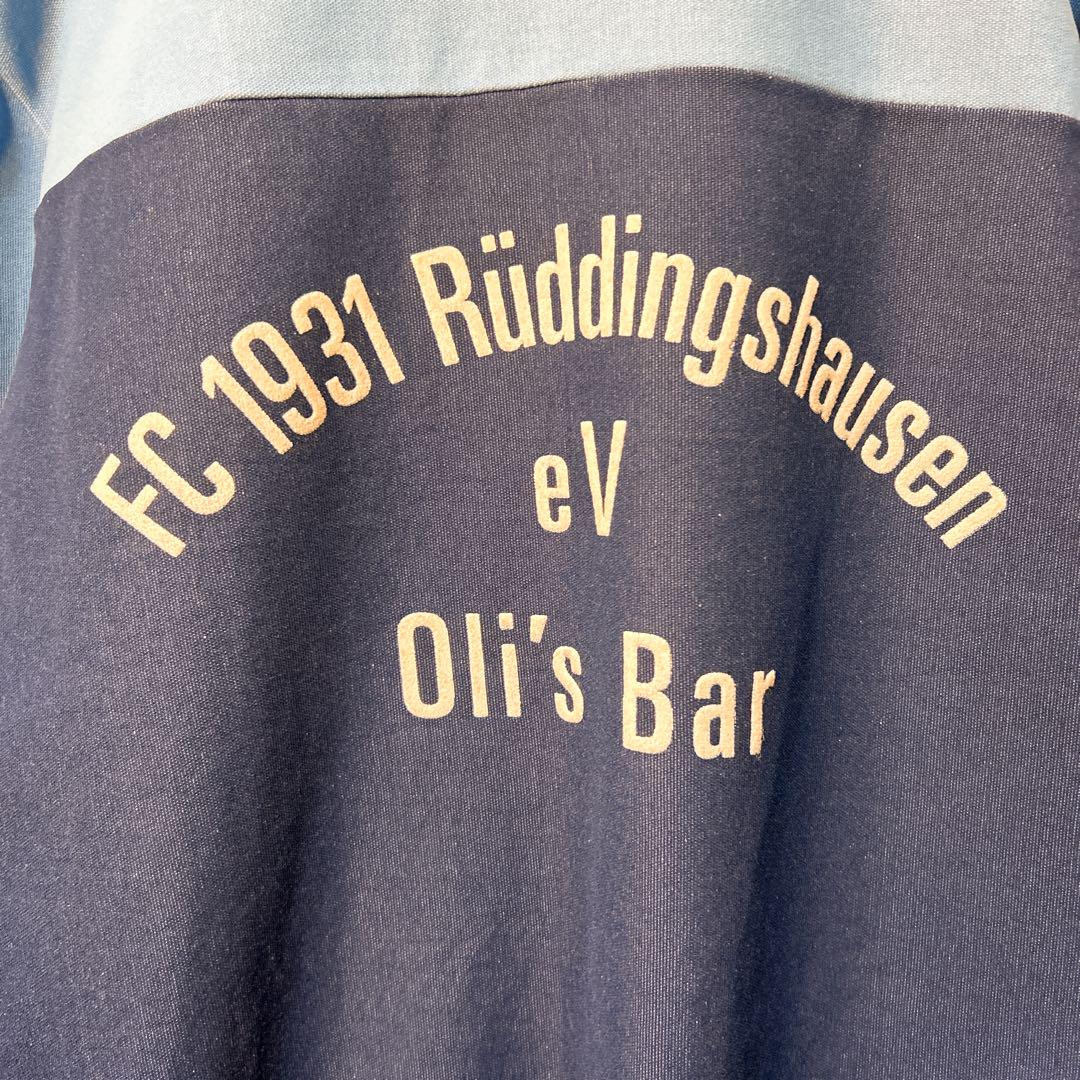 FC 1931 Rüddingshausen
eV
Oli's Bar